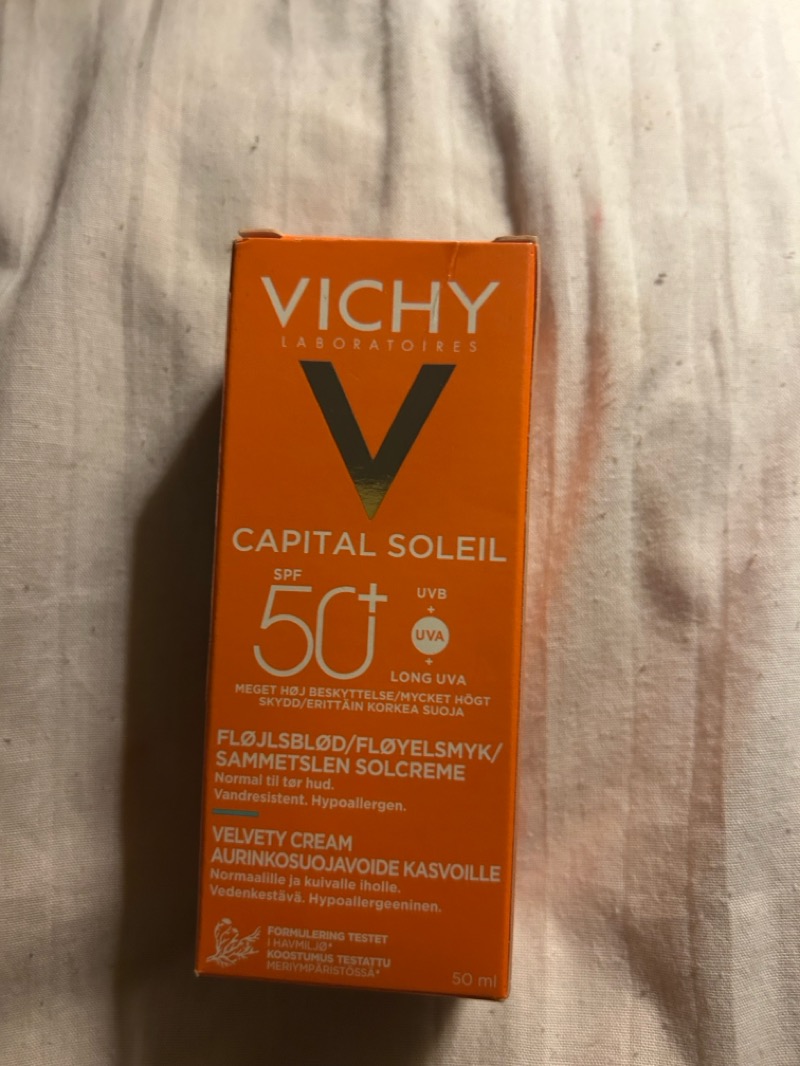 VICHY
LABORATOIRES
CAPITAL SOLEIL
SPF
50+
UVB
+
UVA
+
LONG UVA
MEGET HØJ BESKYTTELSE/MYCKET HÖGT
SKYDD/ERITTÄIN KORKEA SUOJA
FLØJLSBLØD/FLØYELSMYK/
SAMMETSLEN SOLCREME
Normal til tør hud.
Vandresistent. Hypoallergen.
VELVETY CREAM
AURINKOSUOJAVOIDE KASVOILLE
Normaalille ja kuivalle iholle.
Vedenkestävä. Hypoallergeeninen.
FORMULERING TESTET
I HAVMILJØ*
KOOSTUMUS TESTATTU
MERIYMPÄRISTÖSSÄ*
50 ml